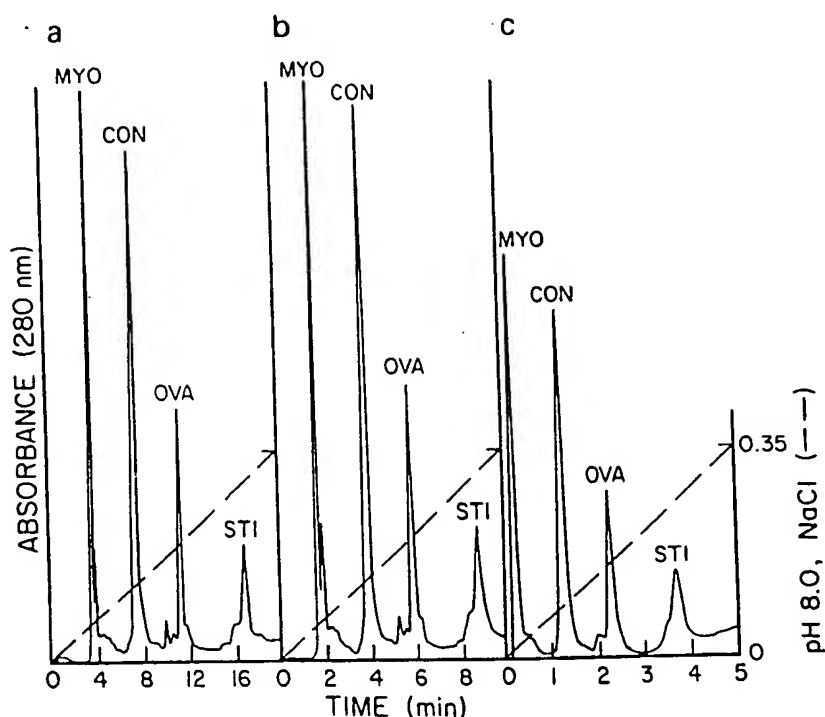 a
b
c
MYO
CON
OVA
STI
MYO
CON
OVA
STI
MYO
CON
OVA
STI
ABSORBANCE (280 nm)
0.35
0
pH 8.0, NaCl (---)
0 4 8 12 16
0 2 4 6 8
0 1 2 3 4 5
TIME (min)